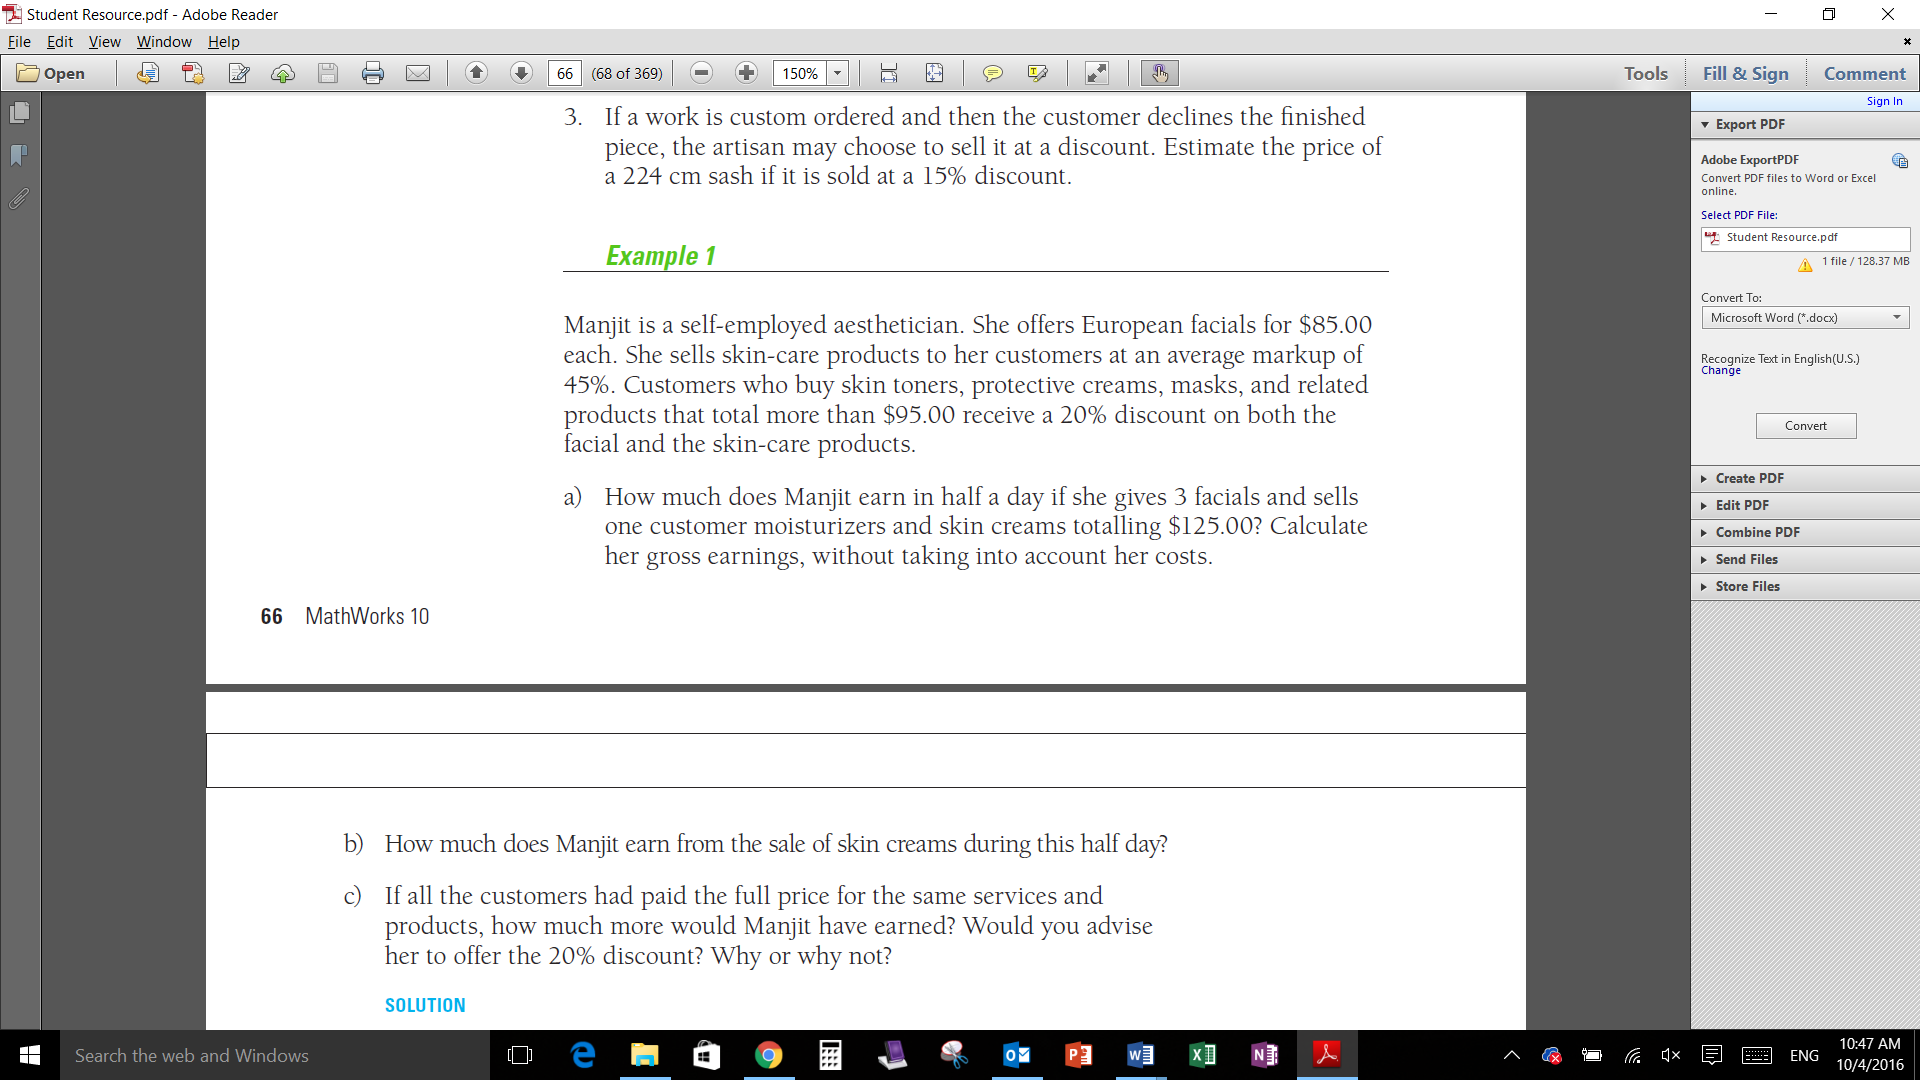 Student Resource.pdf - Adobe Reader
File Edit View Window Help
Open 66 (68 of 369) 150% Tools Fill & Sign Comment
Sign In
3. If a work is custom ordered and then the customer declines the finished
piece, the artisan may choose to sell it at a discount. Estimate the price of
a 224 cm sash if it is sold at a 15% discount.
Example 1
Manjit is a self-employed aesthetician. She offers European facials for $85.00
each. She sells skin-care products to her customers at an average markup of
45%. Customers who buy skin toners, protective creams, masks, and related
products that total more than $95.00 receive a 20% discount on both the
facial and the skin-care products.
a) How much does Manjit earn in half a day if she gives 3 facials and sells
one customer moisturizers and skin creams totalling $125.00? Calculate
her gross earnings, without taking into account her costs.
66 MathWorks 10
b) How much does Manjit earn from the sale of skin creams during this half day?
c) If all the customers had paid the full price for the same services and
products, how much more would Manjit have earned? Would you advise
her to offer the 20% discount? Why or why not?
SOLUTION
Export PDF
Adobe ExportPDF
Convert PDF files to Word or Excel
online.
Select PDF File:
Student Resource.pdf
1 file / 128.37 MB
Convert To:
Microsoft Word (*.docx)
Recognize Text in English(U.S.)
Change
Convert
Create PDF
Edit PDF
Combine PDF
Send Files
Store Files
Search the web and Windows
ENG
10:47 AM
10/4/2016